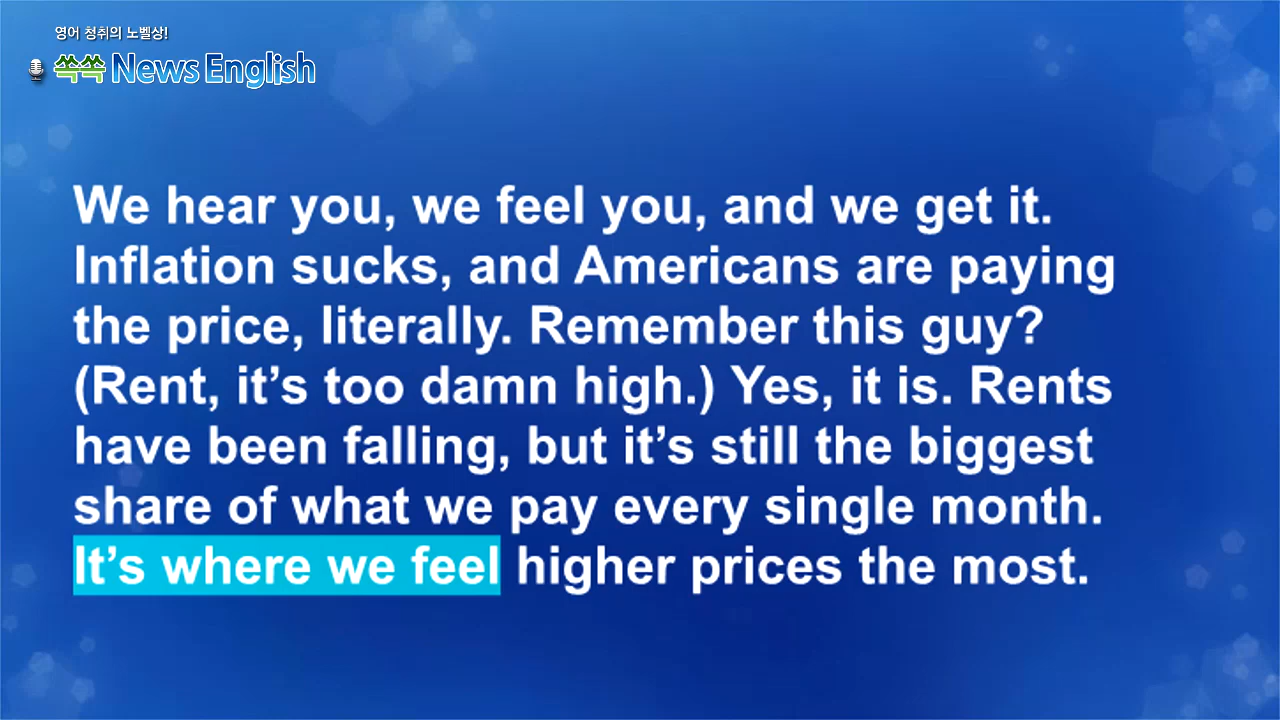 영어 청취의 노벨상!
쏙쏙 News English
We hear you, we feel you, and we get it.
Inflation sucks, and Americans are paying
the price, literally. Remember this guy?
(Rent, it’s too damn high.) Yes, it is. Rents
have been falling, but it’s still the biggest
share of what we pay every single month.
It’s where we feel higher prices the most.